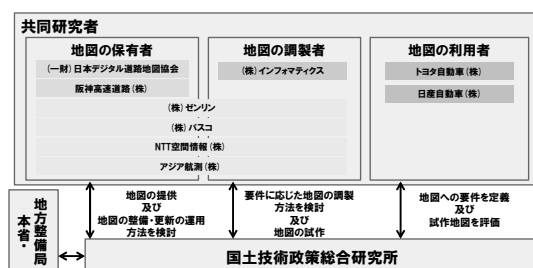 共同研究者
地図の保有者
(一財)日本デジタル道路地図協会
阪神高速道路(株)
地図の調製者
(株)インフォマティクス
(株)ゼンリン
(株)パスコ
NTT空間情報(株)
アジア航測(株)
地図の利用者
トヨタ自動車(株)
日産自動車(株)
地方整備局
本省・
地図の提供
及び
地図の整備・更新の運用
方法を検討
要件に応じた地図の調製
方法を検討
及び
地図の試作
地図への要件を定義
及び
試作地図を評価
国土技術政策総合研究所